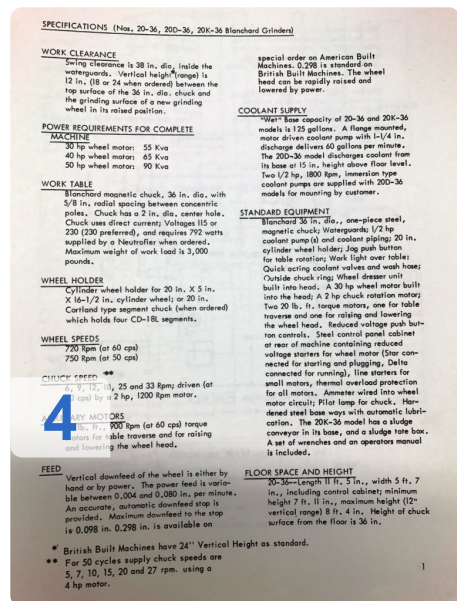 SPECIFICATIONS (Nos. 20-36, 20D-36, 20K-36 Blanchard Grinders)
WORK CLEARANCE
Swing clearance is 38 in. dia. inside the
waterguards. Vertical height*(range) is
12 in. (18 or 24 when ordered) between the
top surface of the 36 in. dia. chuck and
the grinding surface of a new grinding
wheel in its raised position.
POWER REQUIREMENTS FOR COMPLETE
MACHINE
30 hp wheel motor: 55 Kva
40 hp wheel motor: 65 Kva
50 hp wheel motor: 90 Kva
WORK TABLE
Blanchard magnetic chuck, 36 in. dia. with
5/8 in. radial spacing between concentric
poles. Chuck has a 2 in. dia. center hole.
Chuck uses direct current; Voltages 115 or
230 (230 preferred), and requires 792 watts
supplied by a Neutrofier when ordered.
Maximum weight of work load is 3,000
pounds.
WHEEL HOLDER
Cylinder wheel holder for 20 in. X 5 in.
X 16-1/2 in. cylinder wheel; or 20 in.
Cortland type segment chuck (when ordered)
which holds four CD-18L segments.
WHEEL SPEEDS
720 Rpm (at 60 cps)
750 Rpm (at 50 cps)
CHUCK SPEED **
6, 9, 12, 18, 25 and 33 Rpm; driven (at
cps) by a 2 hp, 1200 Rpm motor.
4
MOTORS
lb. ft., 900 Rpm (at 60 cps) torque
motors for table traverse and for raising
and lowering the wheel head.
FEED
Vertical downfeed of the wheel is either by
hand or by power. The power feed is varia-
ble between 0.004 and 0.080 in. per minute.
An accurate, automatic downfeed stop is
provided. Maximum downfeed to the stop
is 0.098 in. 0.298 in. is available on
special order on American Built
Machines. 0.298 is standard on
British Built Machines. The wheel
head can be rapidly raised and
lowered by power.
COOLANT SUPPLY
"Wet" Base capacity of 20-36 and 20K-36
models is 125 gallons. A flange mounted,
motor driven coolant pump with 1-1/4 in.
discharge delivers 60 gallons per minute.
The 20D-36 model discharges coolant from
its base at 15 in. height above floor level.
Two 1/2 hp, 1800 Rpm, immersion type
coolant pumps are supplied with 20D-36
models for mounting by customer.
STANDARD EQUIPMENT
Blanchard 36 in. dia., one-piece steel,
magnetic chuck; Waterguards; 1/2 hp
coolant pump(s) and coolant piping; 20 in.
cylinder wheel holder; Jog push button
for table rotation; Work light over table;
Quick acting coolant valves and wash hose;
Outside chuck ring; Wheel dresser unit
built into head. A 30 hp wheel motor built
into the head; A 2 hp chuck rotation motor;
Two 20 lb. ft. torque motors, one for table
traverse and one for raising and lowering
the wheel head. Reduced voltage push but-
ton controls. Steel control panel cabinet
at rear of machine containing reduced
voltage starters for wheel motor (Star con-
nected for starting and plugging, Delta
connected for running), line starters for
small motors, thermal overload protection
for all motors. Ammeter wired into wheel
motor circuit; Pilot lamp for chuck. Har-
dened steel base ways with automatic lubri-
cation. The 20K-36 model has a sludge
conveyor in its base, and a sludge tote box.
A set of wrenches and an operators manual
is included.
FLOOR SPACE AND HEIGHT
20-36--Length 11 ft. 5 in., width 5 ft. 7
in., including control cabinet; minimum
height 7 ft. 11 in., maximum height (12"
vertical range) 8 ft. 4 in. Height of chuck
surface from the floor is 36 in.
* British Built Machines have 24" Vertical Height as standard.
** For 50 cycles supply chuck speeds are
5, 7, 10, 15, 20 and 27 rpm. using a
4 hp motor.
1